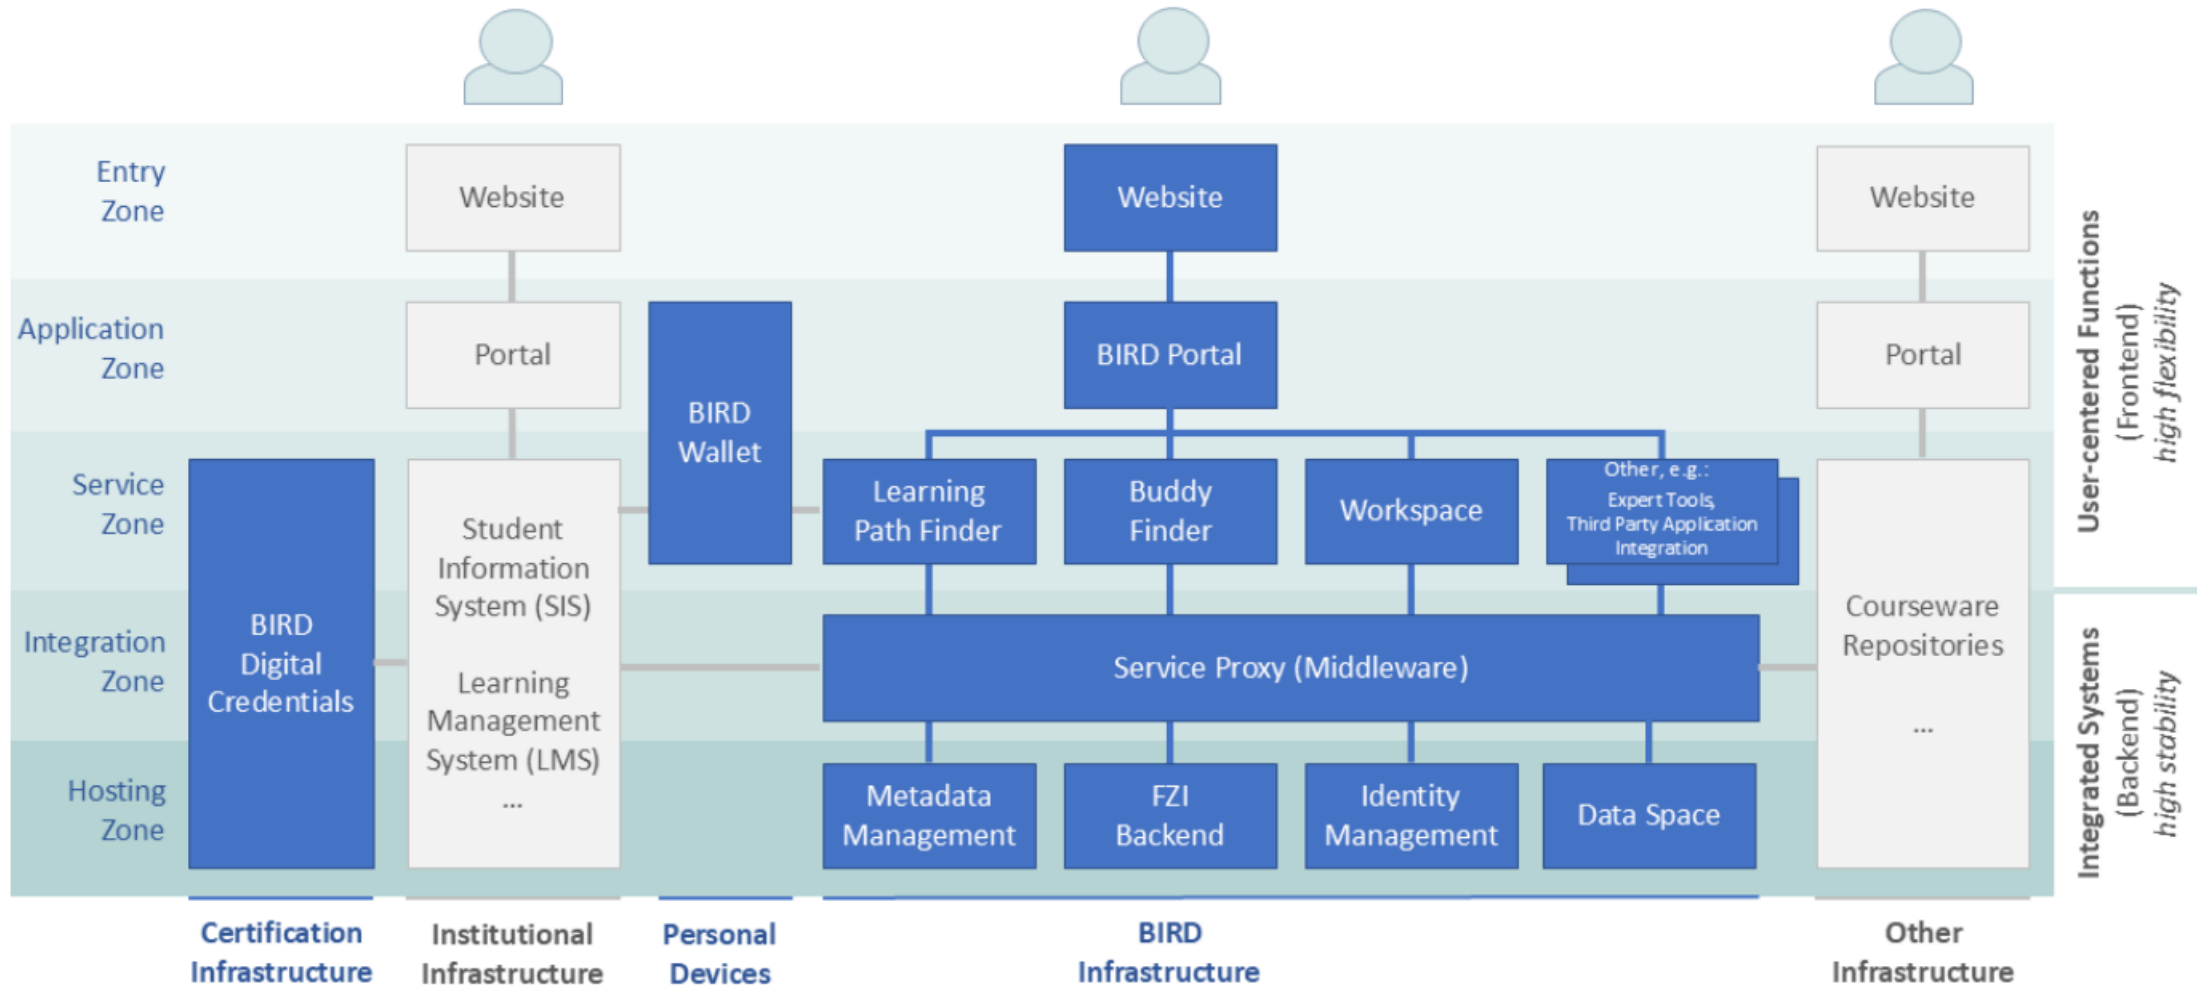 Entry
Zone
Website
Website
Website
Application
Zone
Portal
BIRD
Wallet
BIRD Portal
Portal
Service
Zone
Learning
Path Finder
Buddy
Finder
Workspace
Other, e.g.:
Expert Tools,
Third Party Application
Integration
Student
Information
System (SIS)
Learning
Management
System (LMS)
...
Integration
Zone
BIRD
Digital
Credentials
Service Proxy (Middleware)
Courseware
Repositories
...
Hosting
Zone
Metadata
Management
FZI
Backend
Identity
Management
Data Space
User-centered Functions
(Frontend)
high flexibility
Integrated Systems
(Backend)
high stability
Certification
Infrastructure
Institutional
Infrastructure
Personal
Devices
BIRD
Infrastructure
Other
Infrastructure